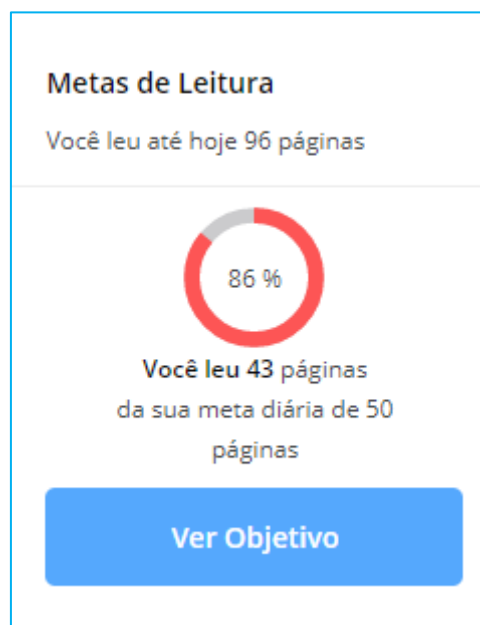 Metas de Leitura
Você leu até hoje 96 páginas
86 %
Você leu 43 páginas
da sua meta diária de 50
páginas
Ver Objetivo